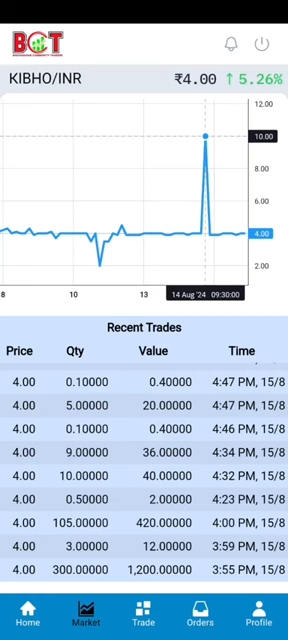 BCT
KIBHO/INR ₹4.00 ↑ 5.26%
12.00
10.00
8.00
6.00
4.00
2.00
8 10 13 14 Aug '24 09:30:00
Recent Trades
Price Qty Value Time
4.00 0.10000 0.40000 4:47 PM, 15/8
4.00 5.00000 20.00000 4:47 PM, 15/8
4.00 0.10000 0.40000 4:46 PM, 15/8
4.00 9.00000 36.00000 4:34 PM, 15/8
4.00 10.00000 40.00000 4:32 PM, 15/8
4.00 0.50000 2.00000 4:23 PM, 15/8
4.00 105.00000 420.00000 4:00 PM, 15/8
4.00 3.00000 12.00000 3:59 PM, 15/8
4.00 300.00000 1,200.00000 3:55 PM, 15/8
Home Market Trade Orders Profile